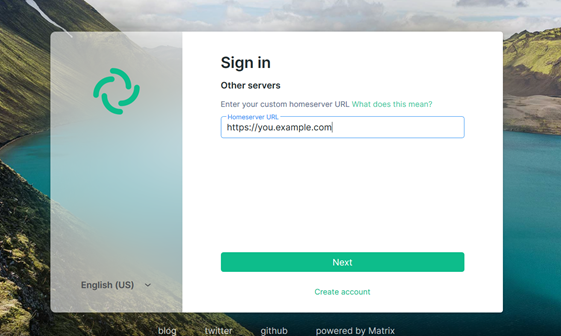 Sign in
Other servers
Enter your custom homeserver URL What does this mean?
Homeserver URL
https://you.example.com
Next
English (US)
Create account
blog twitter github powered by Matrix